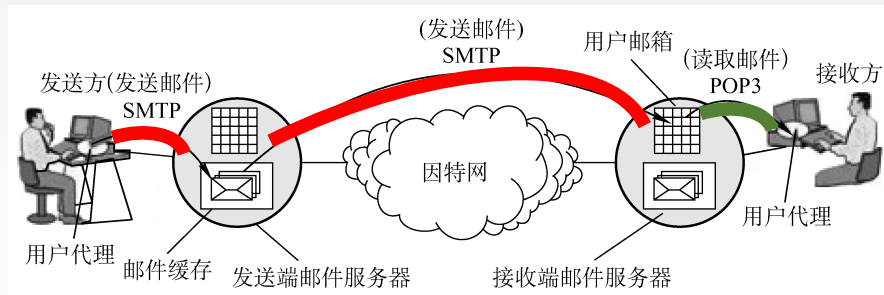 (发送邮件)
SMTP
用户邮箱
(读取邮件)
POP3
接收方
发送方(发送邮件)
SMTP
因特网
用户代理
邮件缓存
发送端邮件服务器
接收端邮件服务器
用户代理